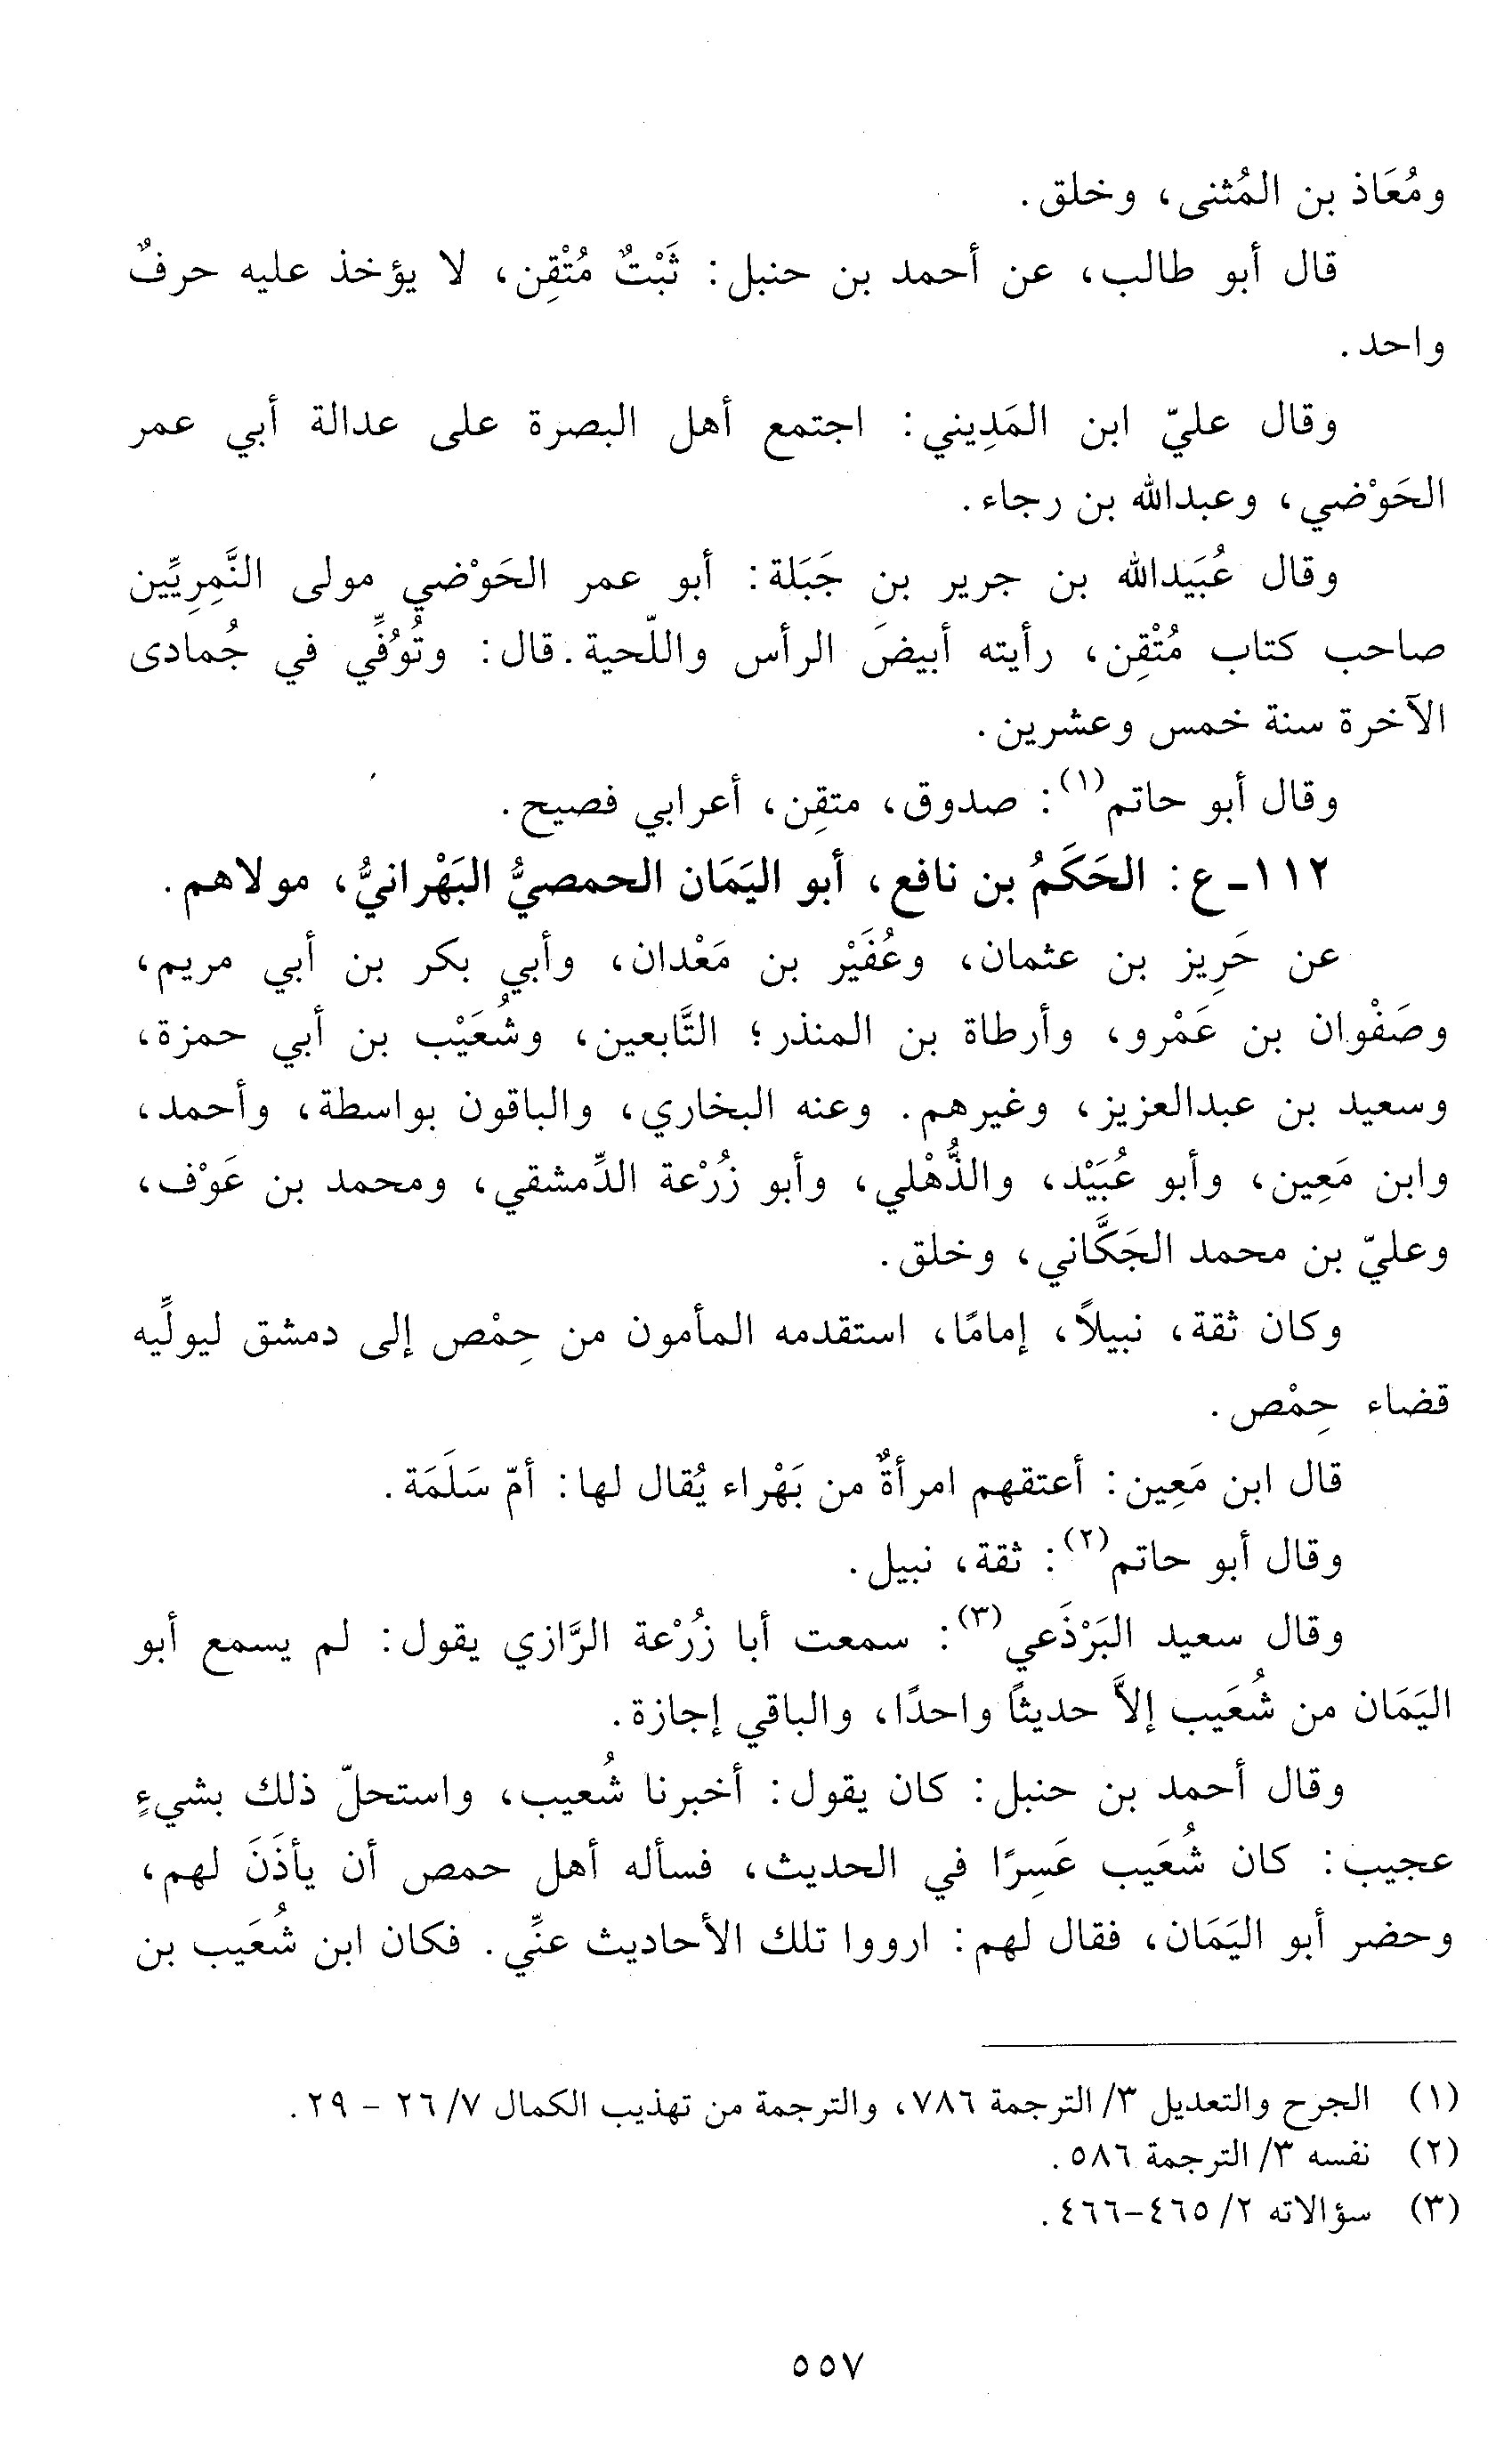 ومُعَاذ بن المُثنى، وخلق.
قال أبو طالب، عن أحمد بن حنبل: ثَبْتٌ مُتْقِن، لا يؤخذ عليه حرفٌ
واحد.
وقال عليّ ابن المَدِيني: اجتمع أهل البصرة على عدالة أبي عمر
الحَوْضي، وعبدالله بن رجاء.
وقال عُبَيدالله بن جرير بن جَبَلة: أبو عمر الحَوْضي مولى النَّمِرِيِّين
صاحب كتاب مُتْقِن، رأيته أبيضَ الرأس واللّحية. قال: وتُوُفِّي في جُمادى
الآخرة سنة خمس وعشرين.
وقال أبو حاتم(١): صدوق، متقِن، أعرابي فصيح.
١١٢- ع: الحَكَمُ بن نافع، أبو اليَمَان الحمصيُّ البَهْرانيُّ، مولاهم.
عن حَرِيز بن عثمان، وعُفَيْر بن مَعْدان، وأبي بكر بن أبي مريم،
وصَفْوان بن عَمْرو، وأرطاة بن المنذر؛ التَّابعين، وشُعَيْب بن أبي حمزة،
وسعيد بن عبدالعزيز، وغيرهم. وعنه البخاري، والباقون بواسطة، وأحمد،
وابن مَعِين، وأبو عُبَيْد، والذُّهْلي، وأبو زُرْعة الدِّمشقي، ومحمد بن عَوْف،
وعليّ بن محمد الجَكَّاني، وخلق.
وكان ثقة، نبيلاً، إمامًا، استقدمه المأمون من حِمْص إلى دمشق ليولِّيه
قضاء حِمْص.
قال ابن مَعِين: أعتقهم امرأةٌ من بَهْراء يُقال لها: أمّ سَلَمَة.
وقال أبو حاتم(٢): ثقة، نبيل.
وقال سعيد البَرْذَعي(٣): سمعت أبا زُرْعة الرَّازي يقول: لم يسمع أبو
اليَمَان من شُعَيب إلاَّ حديثًا واحدًا، والباقي إجازة.
وقال أحمد بن حنبل: كان يقول: أخبرنا شُعيب، واستحلّ ذلك بشيءٍ
عجيب: كان شُعَيب عَسِرًا في الحديث، فسأله أهل حمص أن يأذَنَ لهم،
وحضر أبو اليَمَان، فقال لهم: ارووا تلك الأحاديث عنِّي. فكان ابن شُعَيب بن
(١) الجرح والتعديل ٣/ الترجمة ٧٨٦، والترجمة من تهذيب الكمال ٧/ ٢٦ - ٢٩.
(٢) نفسه ٣/ الترجمة ٥٨٦.
(٣) سؤالاته ٢/ ٤٦٥-٤٦٦.
٥٥٧